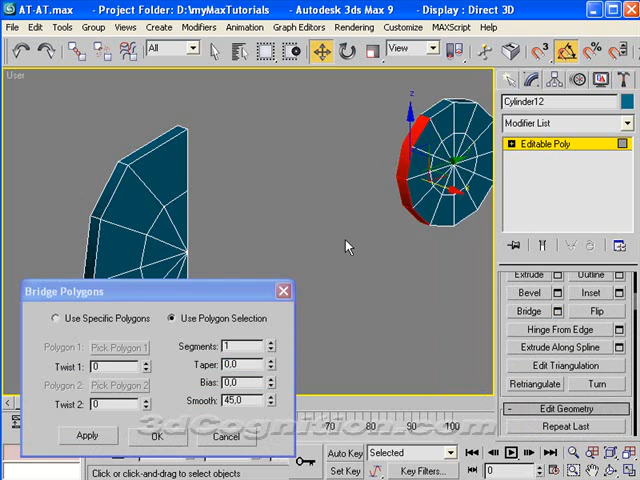 AT-AT.max - Project Folder: D:\myMaxTutorials - Autodesk 3ds Max 9 - Display : Direct 3D
File Edit Tools Group Views Create Modifiers Animation Graph Editors Rendering Customize MAXScript Help
All View
User
z
Cylinder12
Modifier List
Editable Poly
Extrude Outline
Bevel Inset
Bridge Flip
Hinge From Edge
Extrude Along Spline
Edit Triangulation
Retriangulate Turn
Edit Geometry
Repeat Last
Bridge Polygons
Use Specific Polygons Use Polygon Selection
Polygon 1: Pick Polygon 1 Segments: 1
Twist 1: 0 Taper: 0,0
Polygon 2: Pick Polygon 2 Bias: 0,0
Twist 2: 0 Smooth: 45,0
Apply OK Cancel
3dCognition.com
100
Auto Key Selected
Set Key Key Filters... 0
Click or click-and-drag to select objects